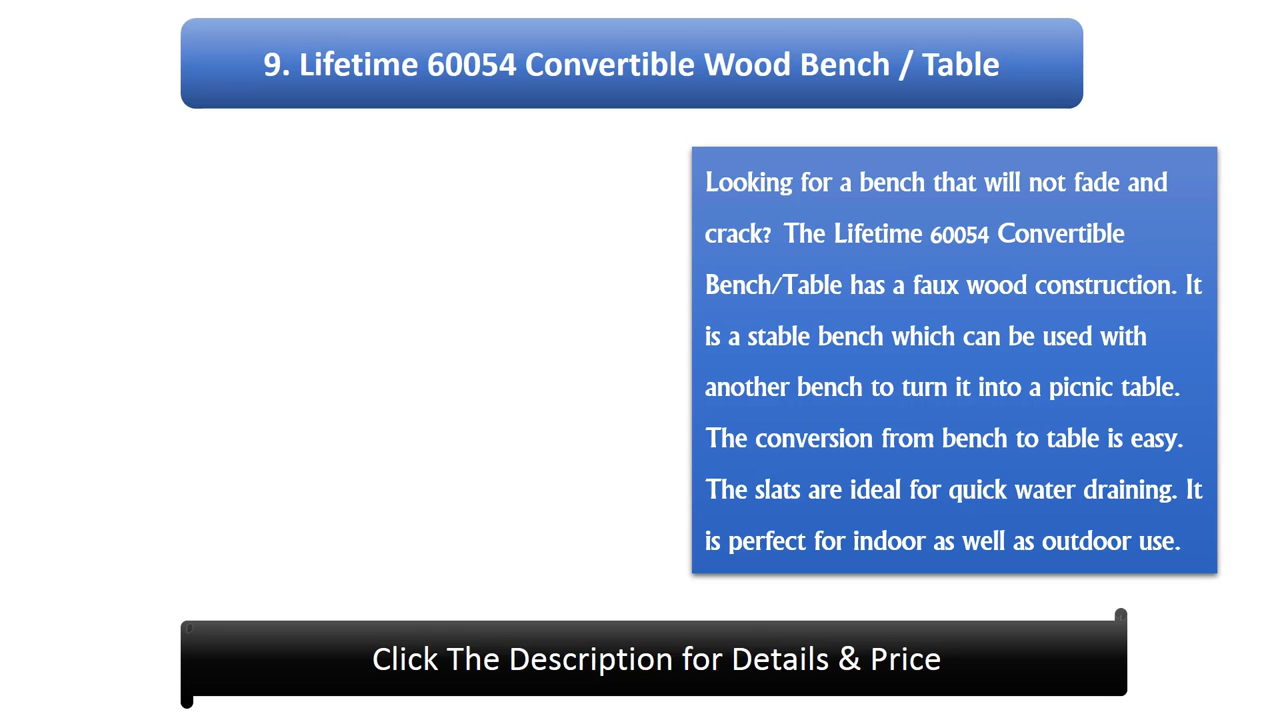 9. Lifetime 60054 Convertible Wood Bench / Table
Looking for a bench that will not fade and
crack?  The Lifetime 60054 Convertible
Bench/Table has a faux wood construction. It
is a stable bench which can be used with
another bench to turn it into a picnic table.
The conversion from bench to table is easy.
The slats are ideal for quick water draining. It
is perfect for indoor as well as outdoor use.
Click The Description for Details & Price